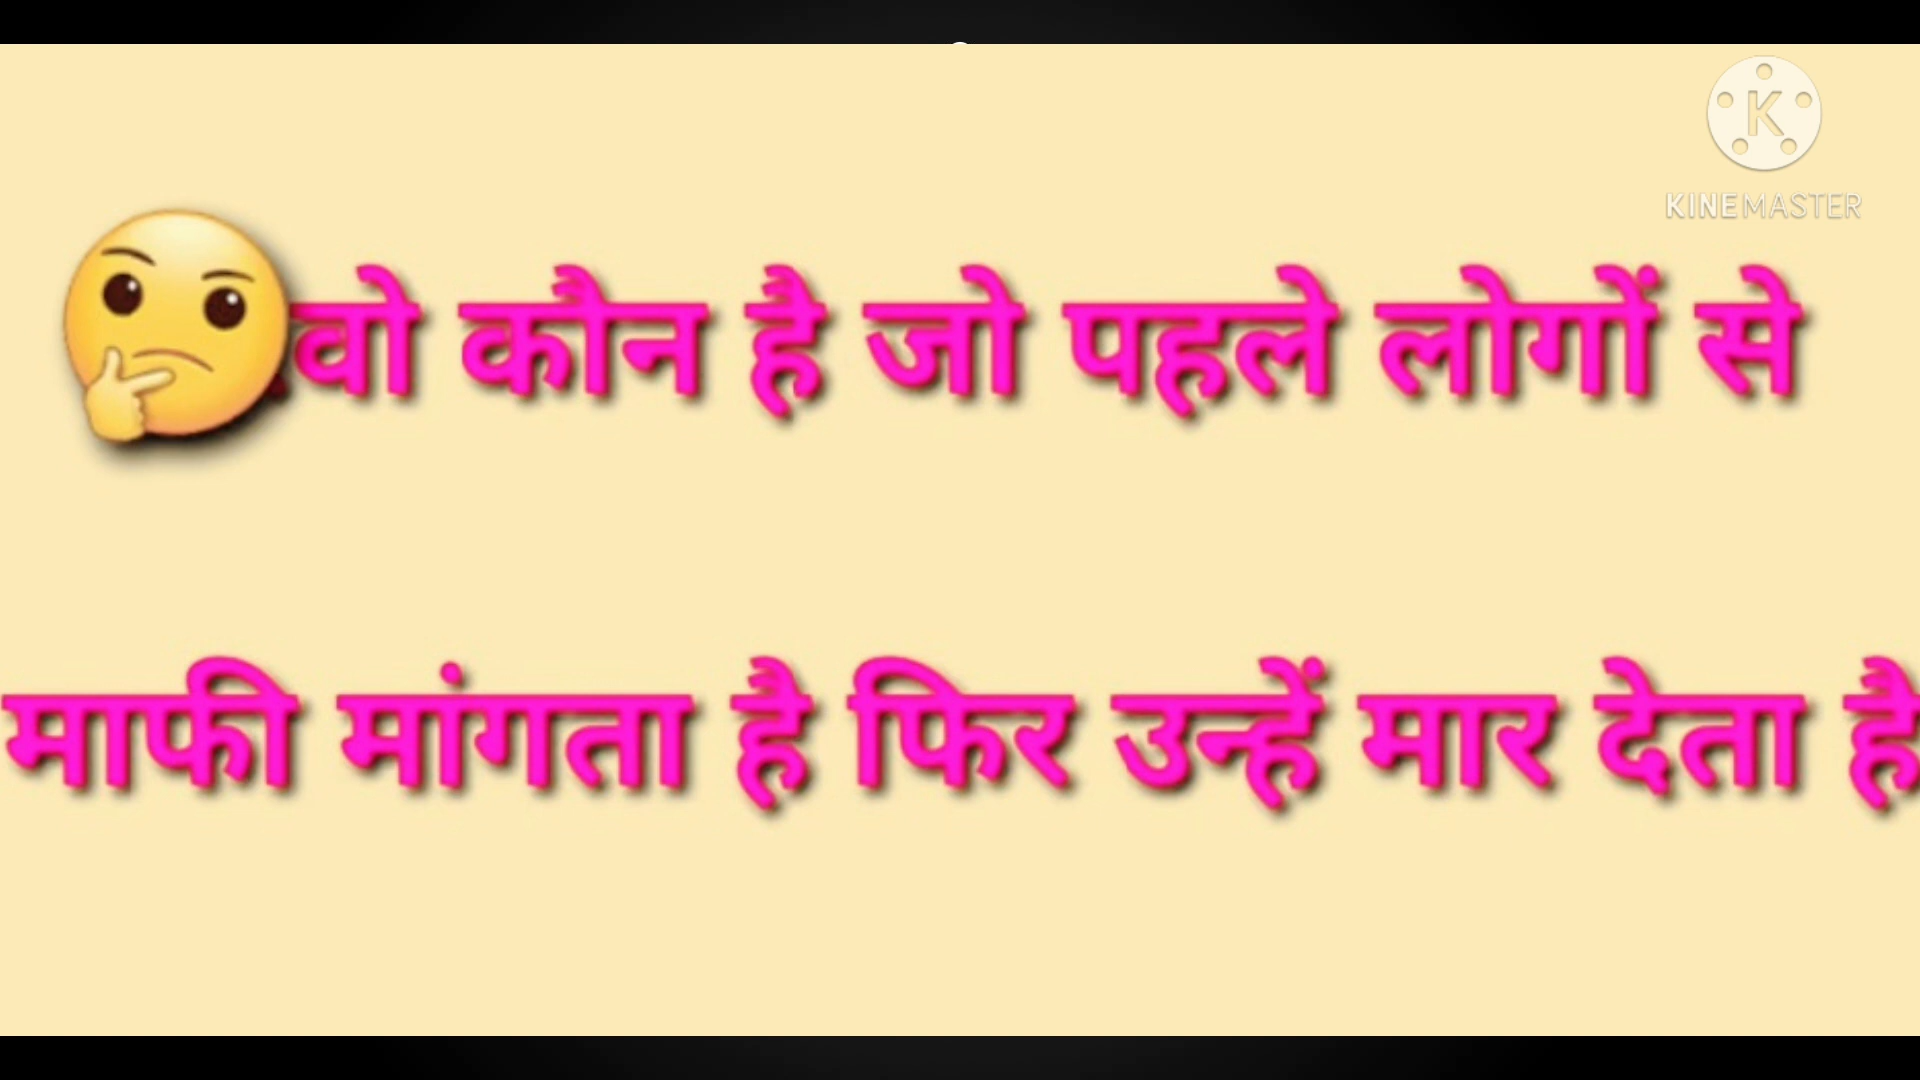 KINEMASTER
वो कौन है जो पहले लोगों से
माफी मांगता है फिर उन्हें मार देता है